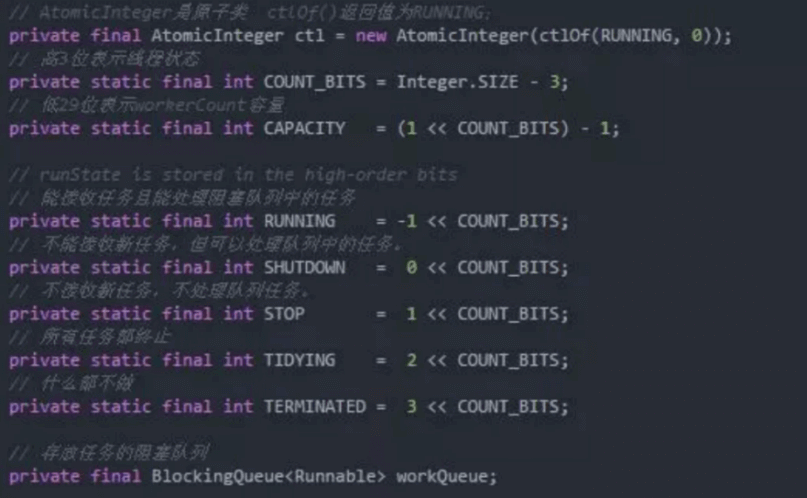 // AtomicInteger是原子类  ctlOf()返回值为RUNNING;
private final AtomicInteger ctl = new AtomicInteger(ctlOf(RUNNING, 0));
// 高3位表示线程状态
private static final int COUNT_BITS = Integer.SIZE - 3;
// 低29位表示workerCount容量
private static final int CAPACITY   = (1 << COUNT_BITS) - 1;

// runState is stored in the high-order bits
// 能接收任务且能处理阻塞队列中的任务
private static final int RUNNING    = -1 << COUNT_BITS;
// 不能接收新任务，但可以处理队列中的任务。
private static final int SHUTDOWN   =  0 << COUNT_BITS;
// 不接收新任务，不处理队列任务。
private static final int STOP       =  1 << COUNT_BITS;
// 所有任务都终止
private static final int TIDYING    =  2 << COUNT_BITS;
// 什么都不做
private static final int TERMINATED =  3 << COUNT_BITS;

// 存放任务的阻塞队列
private final BlockingQueue<Runnable> workQueue;